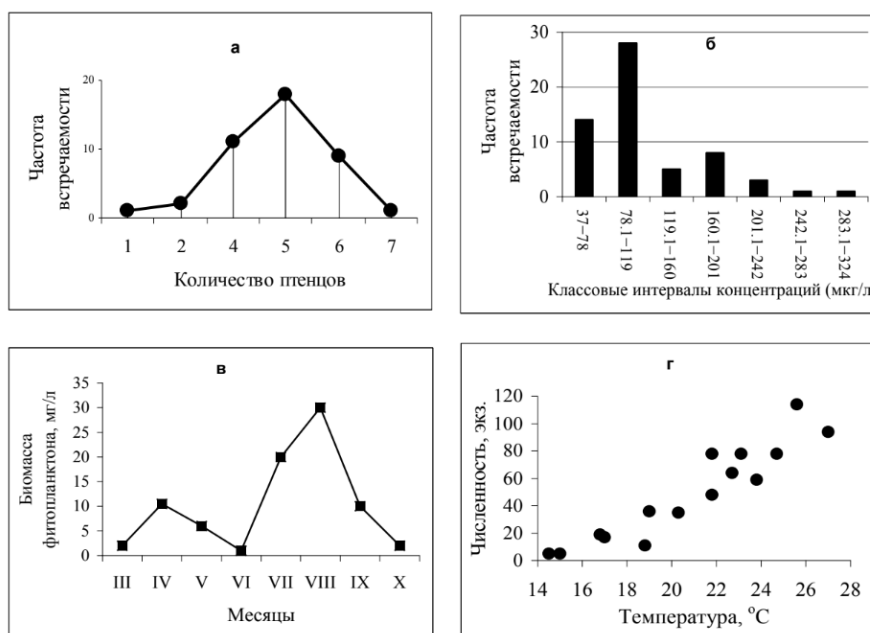 а
Частота
встречаемости
20
10
0
1 2 4 5 6 7
Количество птенцов
б
Частота
встречаемости
30
20
10
0
37–78
78.1–119
119.1–160
160.1–201
201.1–242
242.1–283
283.1–324
Классовые интервалы концентраций (мкг/л
в
Биомасса
фитопланктона, мг/л
35
30
25
20
15
10
5
0
III IV V VI VII VIII IX X
Месяцы
г
Численность, экз.
120
100
80
60
40
20
0
14 16 18 20 22 24 26 28
Температура, °С